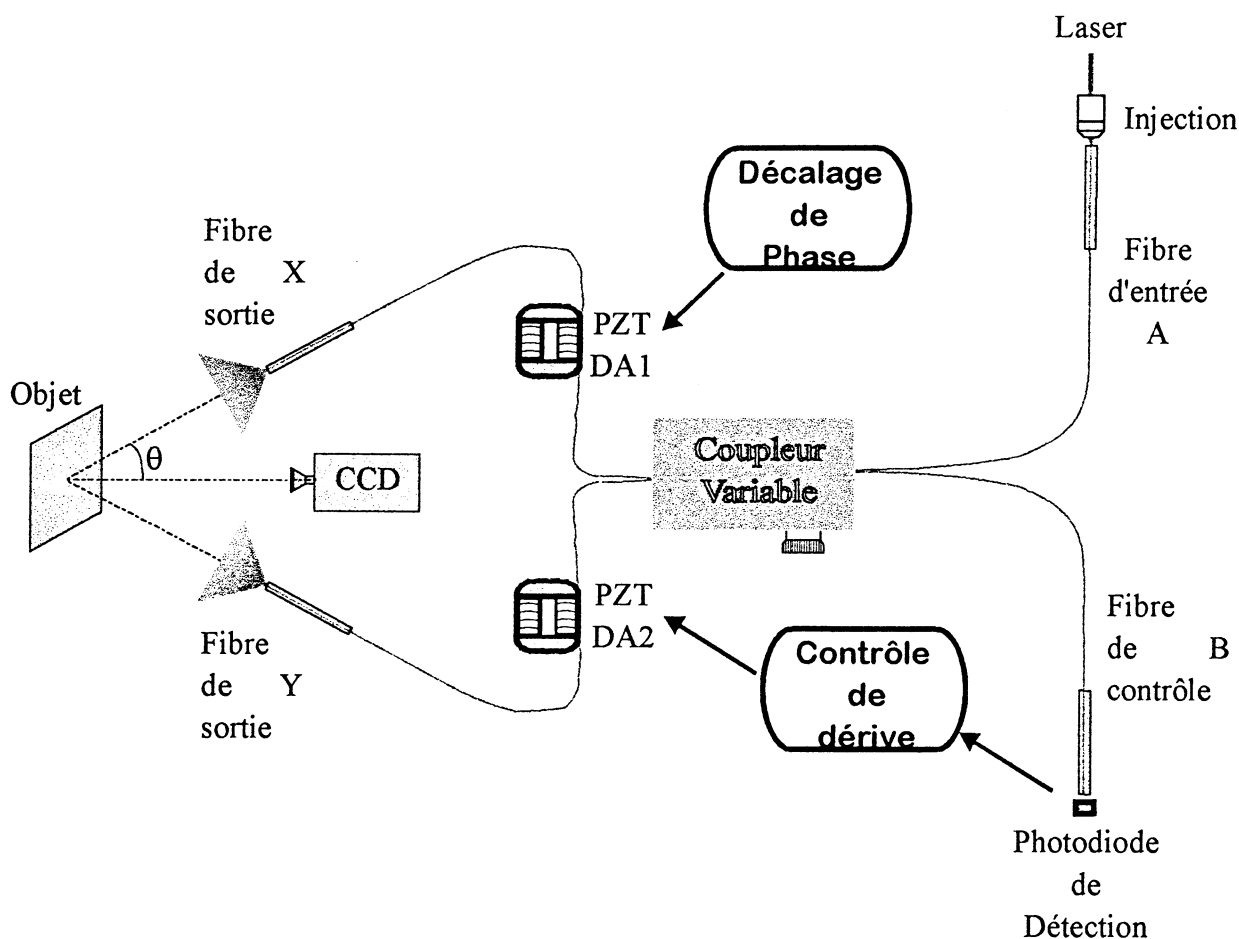 Laser
Injection
Décalage
de
Phase
Fibre
de X
sortie
Fibre
d'entrée
A
PZT
DA1
Objet
θ
CCD
Coupleur
Variable
PZT
DA2
Fibre
de B
contrôle
Fibre
de Y
sortie
Contrôle
de
dérive
Photodiode
de
Détection